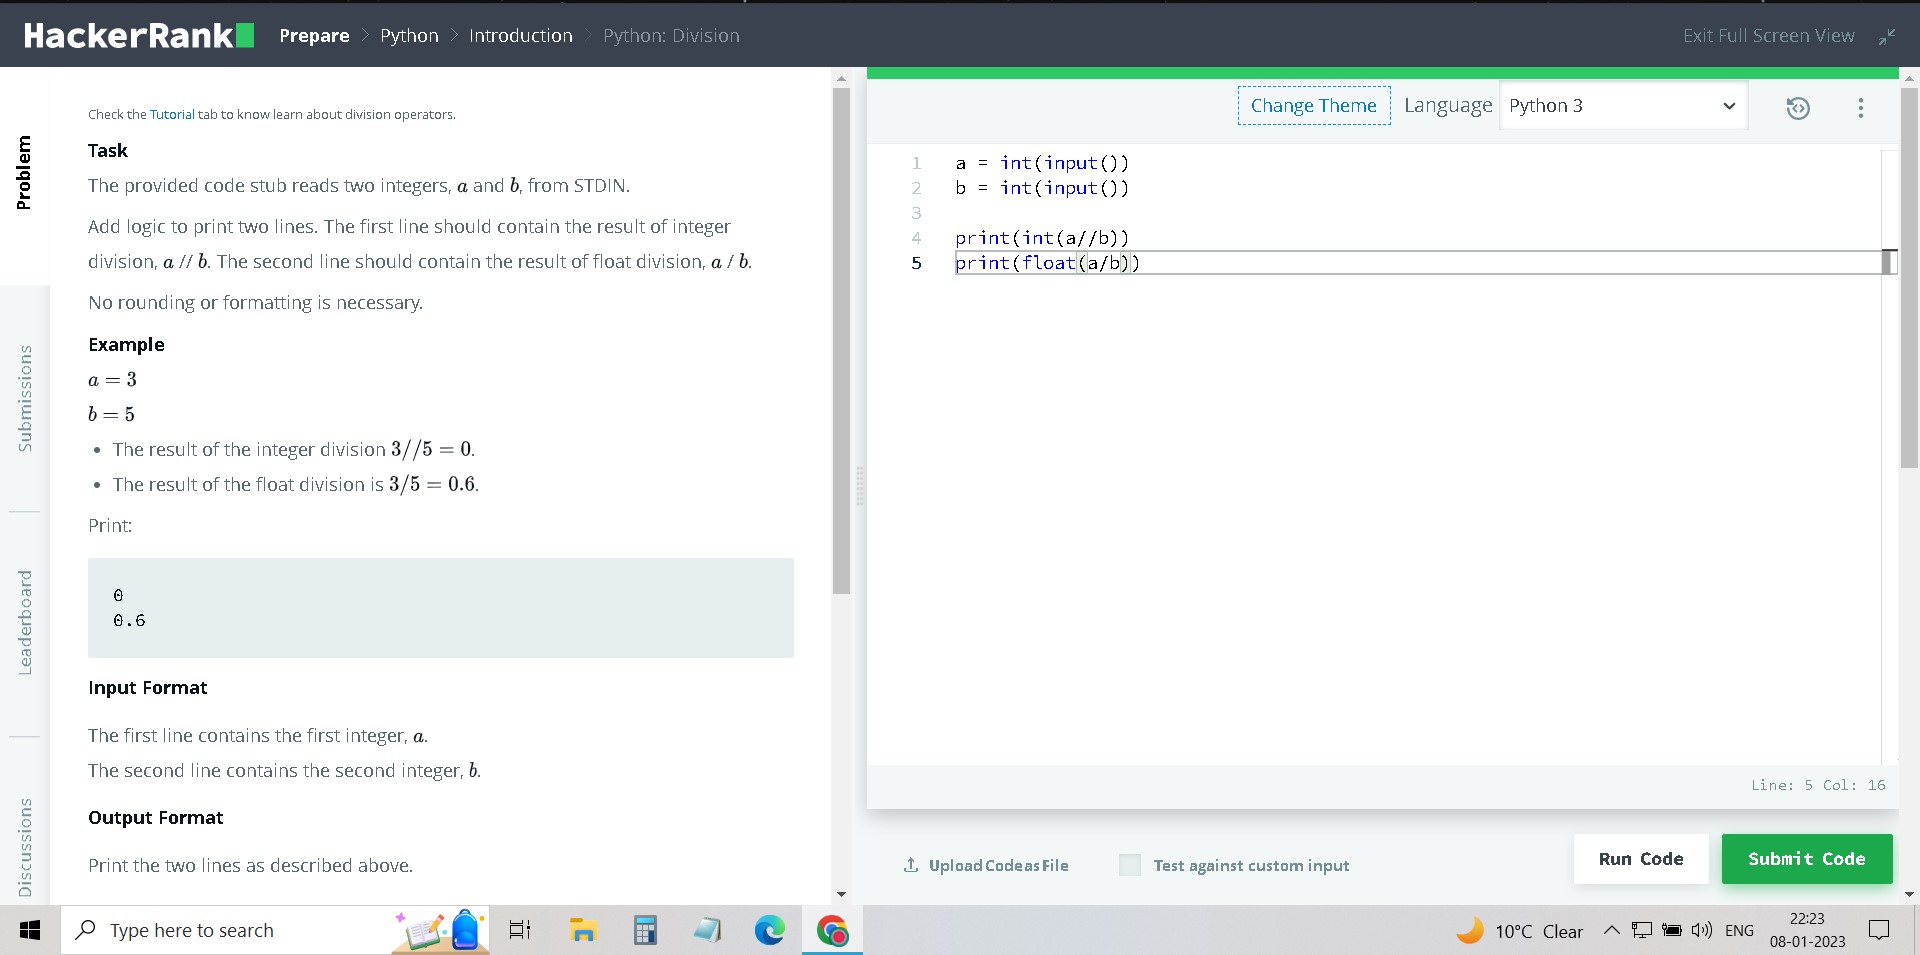 HackerRank Prepare > Python > Introduction > Python: Division
Exit Full Screen View
Problem
Submissions
Leaderboard
Discussions
Check the Tutorial tab to know learn about division operators.
Task
The provided code stub reads two integers, a and b, from STDIN.
Add logic to print two lines. The first line should contain the result of integer
division, a // b. The second line should contain the result of float division, a / b.
No rounding or formatting is necessary.
Example
a = 3
b = 5
• The result of the integer division 3//5 = 0.
• The result of the float division is 3/5 = 0.6.
Print:
0
0.6
Input Format
The first line contains the first integer, a.
The second line contains the second integer, b.
Output Format
Print the two lines as described above.
Change Theme Language Python 3
1 a = int(input())
2 b = int(input())
3
4 print(int(a//b))
5 print(float(a/b))
Line: 5 Col: 16
Upload Code as File
Test against custom input
Run Code
Submit Code
Type here to search
10°C Clear
ENG
22:23
08-01-2023